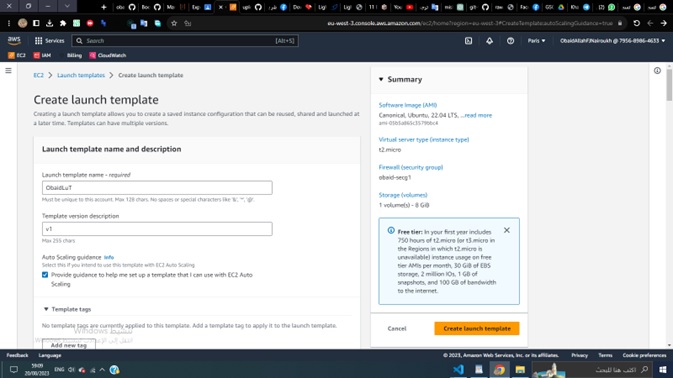 eu-west-3.console.aws.amazon.com/ec2/home?region=eu-west-3#CreateTemplate:autoScalingGuidance=true
aws
Services
Search
[Alt+S]
Paris
EC2
IAM
Billing
CloudWatch
EC2 > Launch templates > Create launch template
Create launch template
Creating a launch template allows you to create a saved instance configuration that can be reused, shared and launched at a later time. Templates can have multiple versions.
Launch template name and description
Launch template name - required
ObaidLuT
Must be unique to this account. Max 128 chars. No spaces or special characters like '&', '*', '@'.
Template version description
v1
Max 255 chars
Auto Scaling guidance Info
Select this if you intend to use this template with EC2 Auto Scaling
Provide guidance to help me set up a template that I can use with EC2 Auto
Scaling
Template tags
No template tags are currently applied to this template. Add a template tag to apply it to the launch template.
Add new tag
Summary
Software Image (AMI)
Canonical, Ubuntu, 22.04 LTS, ...read more
Virtual server type (instance type)
t2.micro
Firewall (security group)
obaid-secg1
Storage (volumes)
1 volume(s) - 8 GiB
Free tier: In your first year includes
750 hours of t2.micro (or t3.micro in
the Regions in which t2.micro is
unavailable) instance usage on free
tier AMIs per month, 30 GiB of EBS
storage, 2 million IOs, 1 GB of
snapshots, and 100 GB of bandwidth
to the internet.
Cancel
Create launch template
تنشيط Windows
Feedback
Language
© 2023, Amazon Web Services, Inc. or its affiliates.
Privacy
Terms
Cookie preferences
ENG
20/08/2023
اكتب هنا للبحث